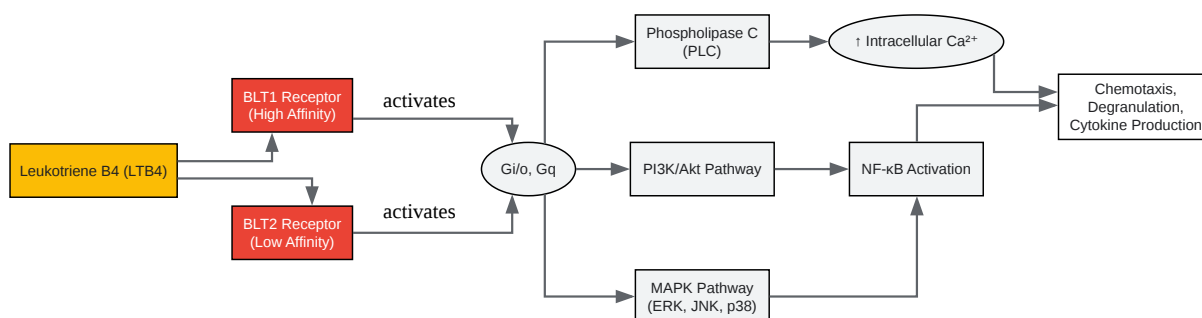 Leukotriene B4 (LTB4)
BLT1 Receptor
(High Affinity)
BLT2 Receptor
(Low Affinity)
activates
activates
Gi/o, Gq
Phospholipase C
(PLC)
↑ Intracellular Ca²⁺
PI3K/Akt Pathway
NF-κB Activation
MAPK Pathway
(ERK, JNK, p38)
Chemotaxis,
Degranulation,
Cytokine Production